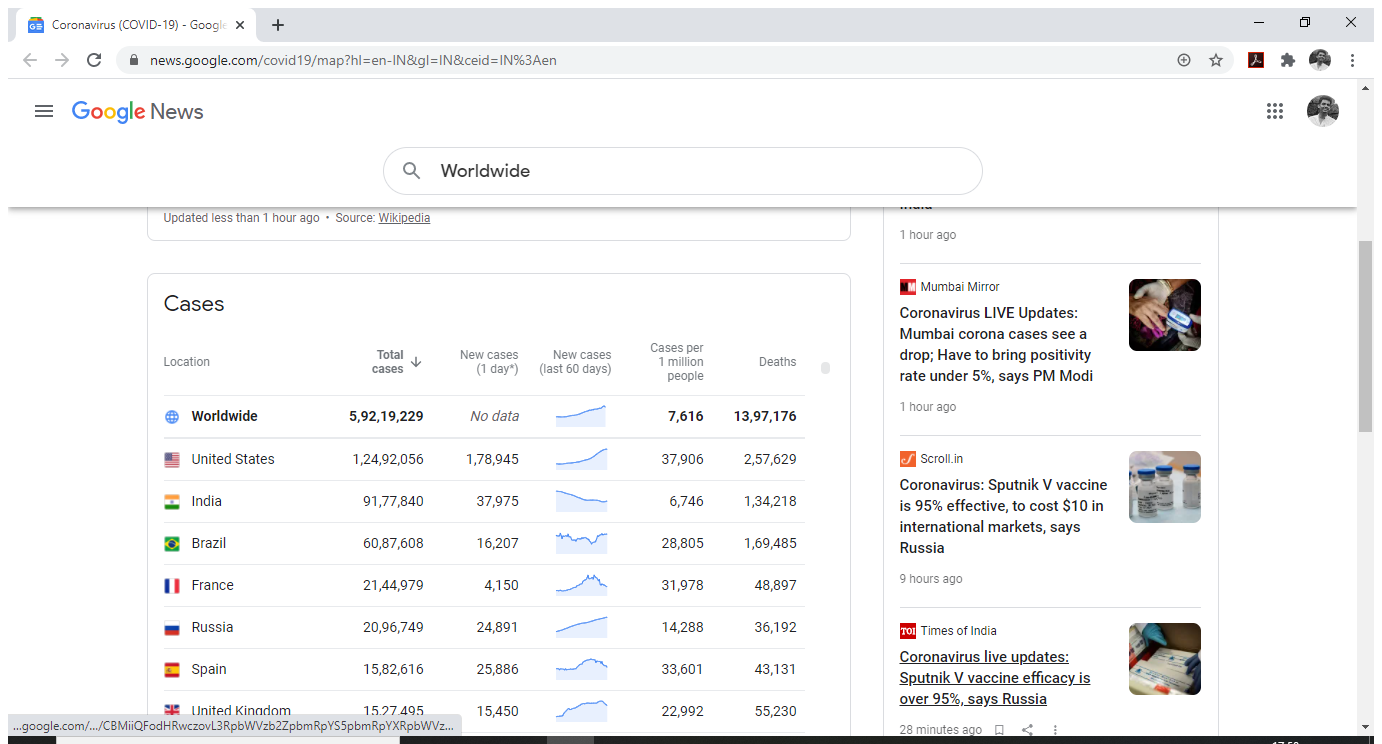 Coronavirus (COVID-19) - Google
news.google.com/covid19/map?hl=en-IN&gl=IN&ceid=IN%3Aen
Google News
Worldwide
Updated less than 1 hour ago • Source: Wikipedia
Cases
Location Total cases New cases (1 day*) New cases (last 60 days) Cases per 1 million people Deaths
Worldwide 5,92,19,229 No data 7,616 13,97,176
United States 1,24,92,056 1,78,945 37,906 2,57,629
India 91,77,840 37,975 6,746 1,34,218
Brazil 60,87,608 16,207 28,805 1,69,485
France 21,44,979 4,150 31,978 48,897
Russia 20,96,749 24,891 14,288 36,192
Spain 15,82,616 25,886 33,601 43,131
United Kingdom 15,27,495 15,450 22,992 55,230
India
1 hour ago
Mumbai Mirror
Coronavirus LIVE Updates:
Mumbai corona cases see a
drop; Have to bring positivity
rate under 5%, says PM Modi
1 hour ago
Scroll.in
Coronavirus: Sputnik V vaccine
is 95% effective, to cost $10 in
international markets, says
Russia
9 hours ago
TOI Times of India
Coronavirus live updates:
Sputnik V vaccine efficacy is
over 95%, says Russia
28 minutes ago
...google.com/.../CBMiiQFodHRwczovL3RpbWVzb2ZpbmRpYS5pbmRpYXRpbWVz...